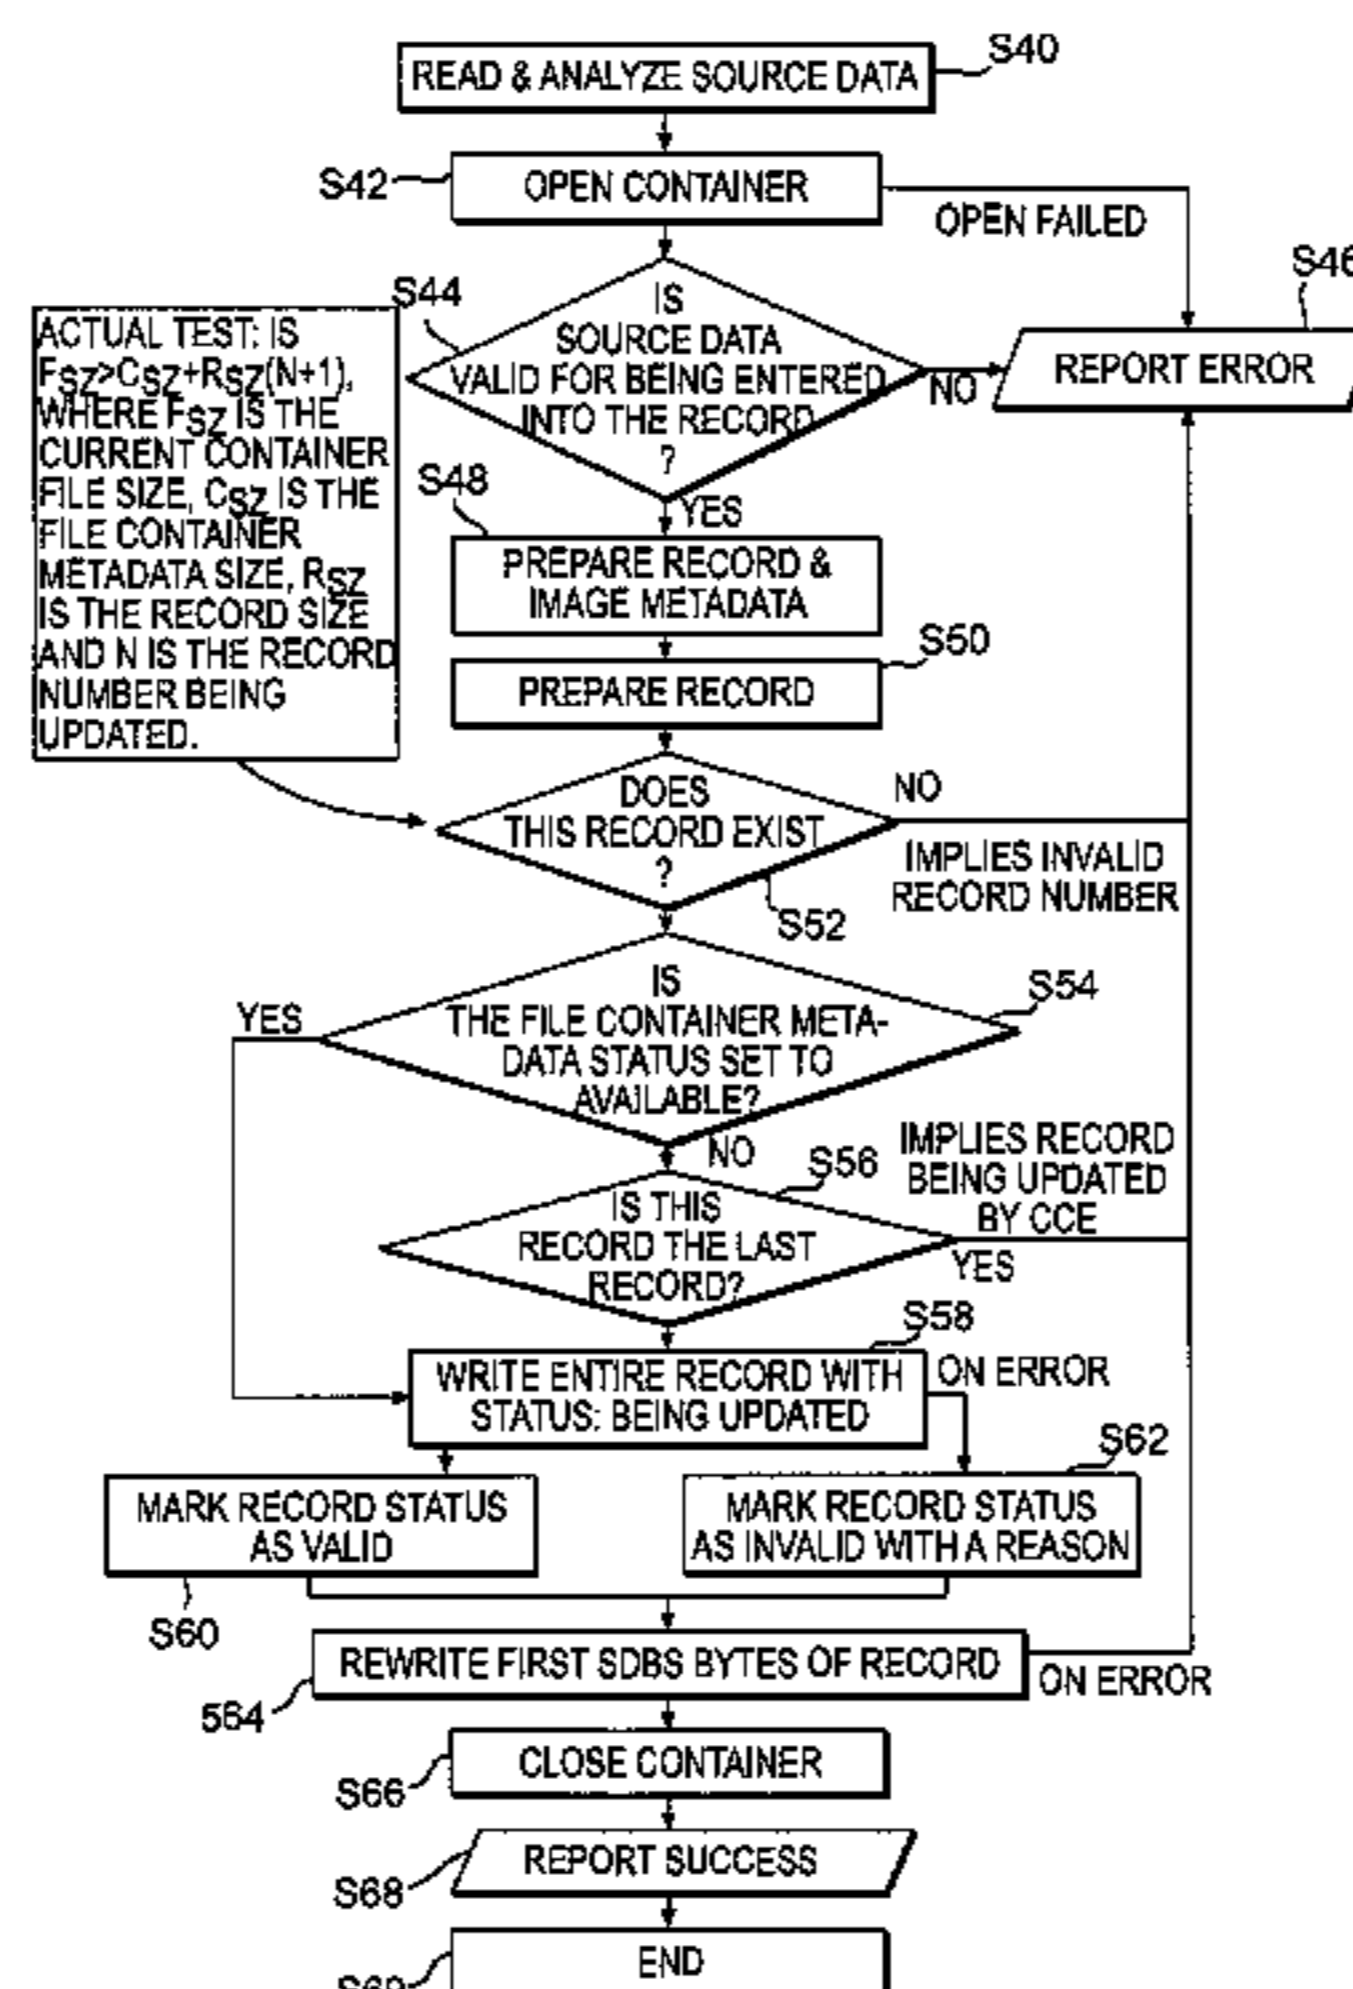 READ & ANALYZE SOURCE DATA
S40
S42
OPEN CONTAINER
OPEN FAILED
S44
IS
SOURCE DATA
VALID FOR BEING ENTERED
INTO THE RECORD
?
NO
S46
REPORT ERROR
ACTUAL TEST: IS
FSZ>CSZ+RSZ(N+1),
WHERE FSZ IS THE
CURRENT CONTAINER
FILE SIZE, CSZ IS THE
FILE CONTAINER
METADATA SIZE, RSZ
IS THE RECORD SIZE
AND N IS THE RECORD
NUMBER BEING
UPDATED.
YES
S48
PREPARE RECORD &
IMAGE METADATA
S50
PREPARE RECORD
DOES
THIS RECORD EXIST
?
NO
IMPLIES INVALID
RECORD NUMBER
S52
IS
THE FILE CONTAINER META-
DATA STATUS SET TO
AVAILABLE?
S54
YES
NO
S56
IS THIS
RECORD THE LAST
RECORD?
IMPLIES RECORD
BEING UPDATED
BY CCE
YES
S58
WRITE ENTIRE RECORD WITH
STATUS: BEING UPDATED
ON ERROR
S62
MARK RECORD STATUS
AS VALID
MARK RECORD STATUS
AS INVALID WITH A REASON
S60
REWRITE FIRST SDBS BYTES OF RECORD
ON ERROR
564
CLOSE CONTAINER
S66
REPORT SUCCESS
S68
END